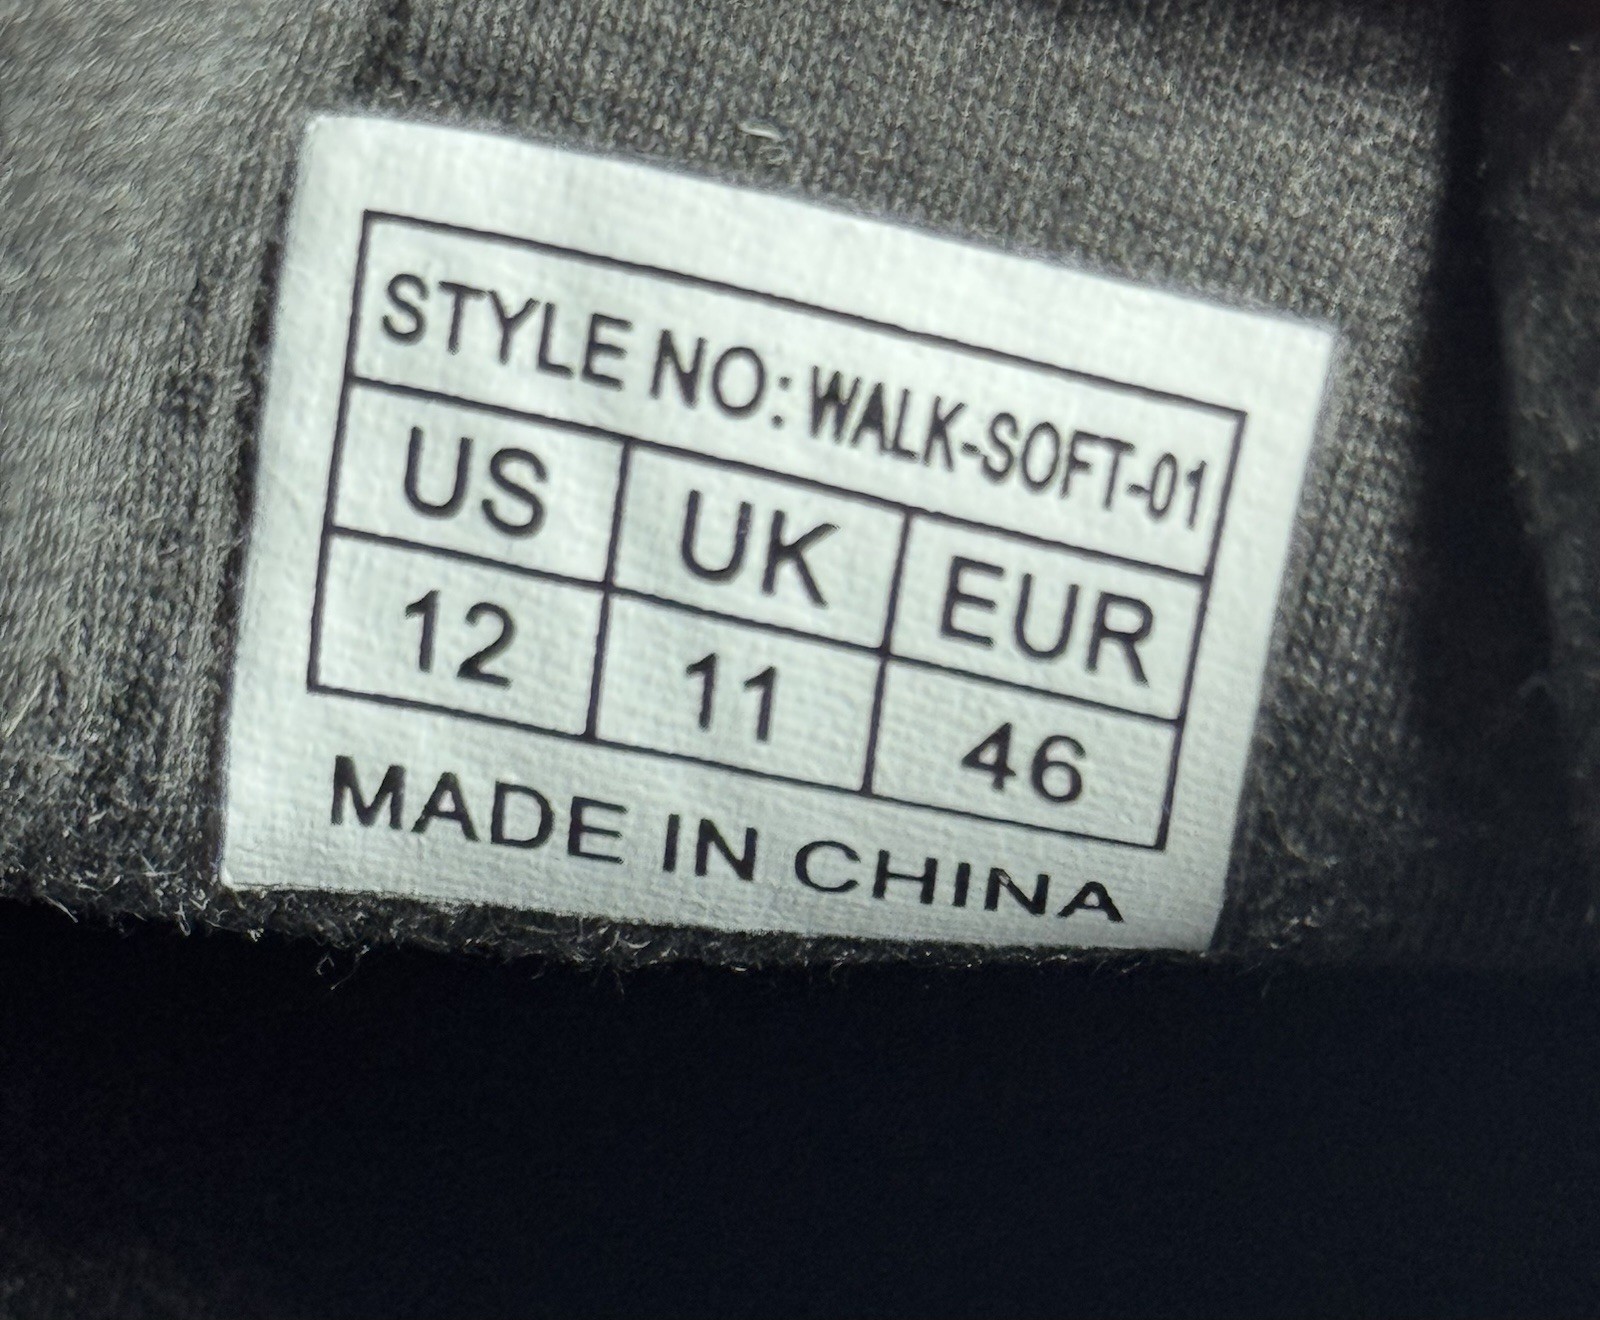 STYLE NO: WALK-SOFT-01
US UK EUR
12 11 46
MADE IN CHINA